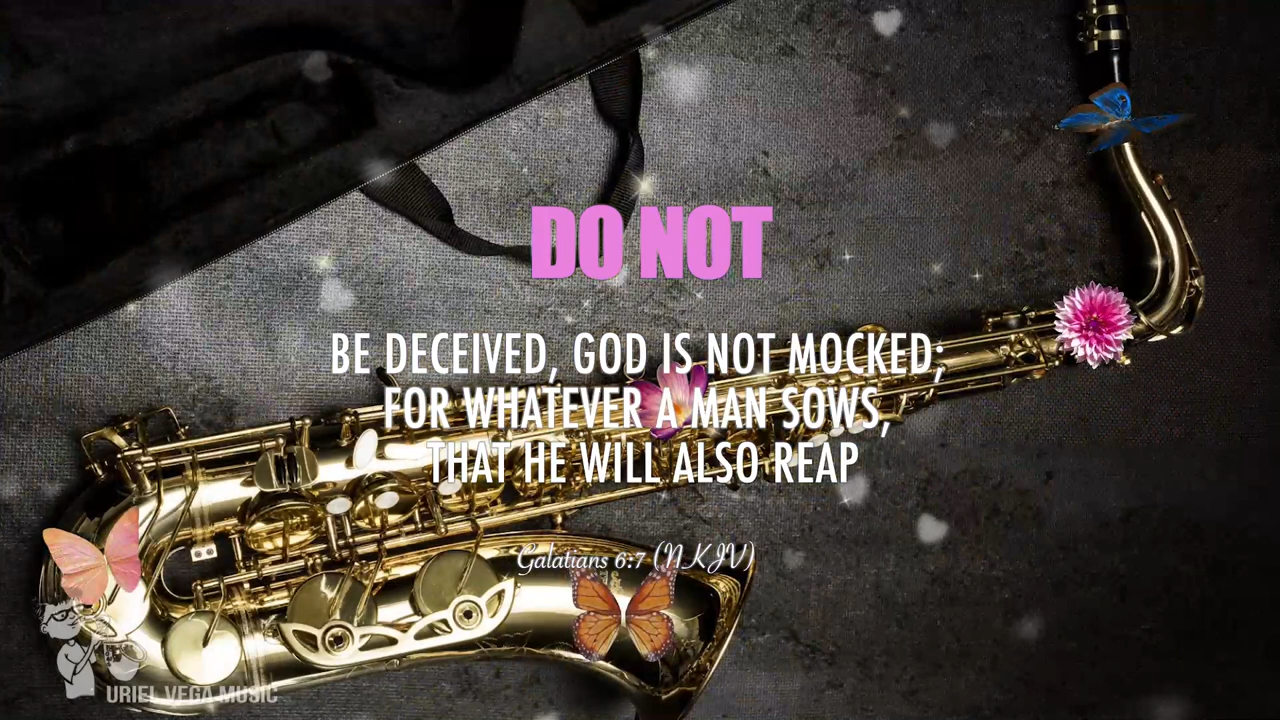 DO NOT
BE DECEIVED, GOD IS NOT MOCKED;
FOR WHATEVER A MAN SOWS,
THAT HE WILL ALSO REAP
Galatians 6:7 (NKJV)
URIEL VEGA MUSIC